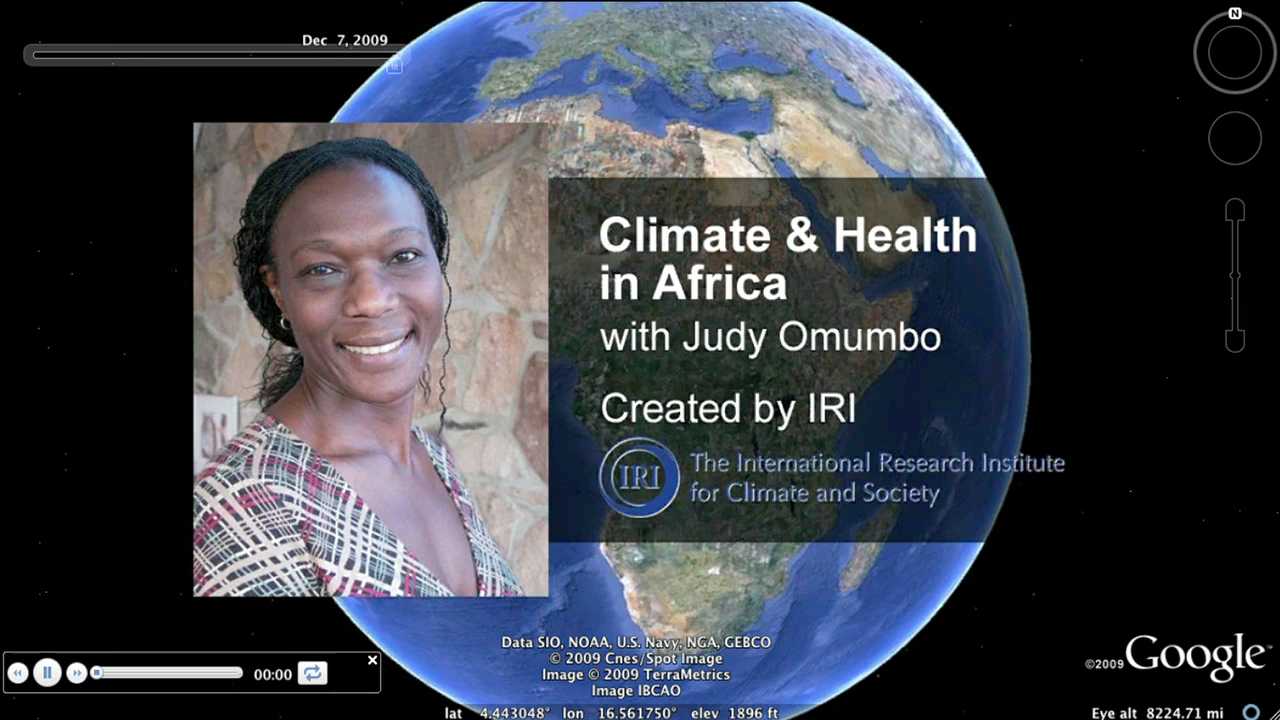 Dec 7, 2009
N
Climate & Health
in Africa
with Judy Omumbo
Created by IRI
IRI
The International Research Institute
for Climate and Society
Data SIO, NOAA, U.S. Navy, NGA, GEBCO
© 2009 Cnes/Spot Image
Image © 2009 TerraMetrics
Image IBCAO
00:00
©2009 Google™
lat 4.443048° lon 16.561750° elev 1896 ft
Eye alt 8224.71 mi